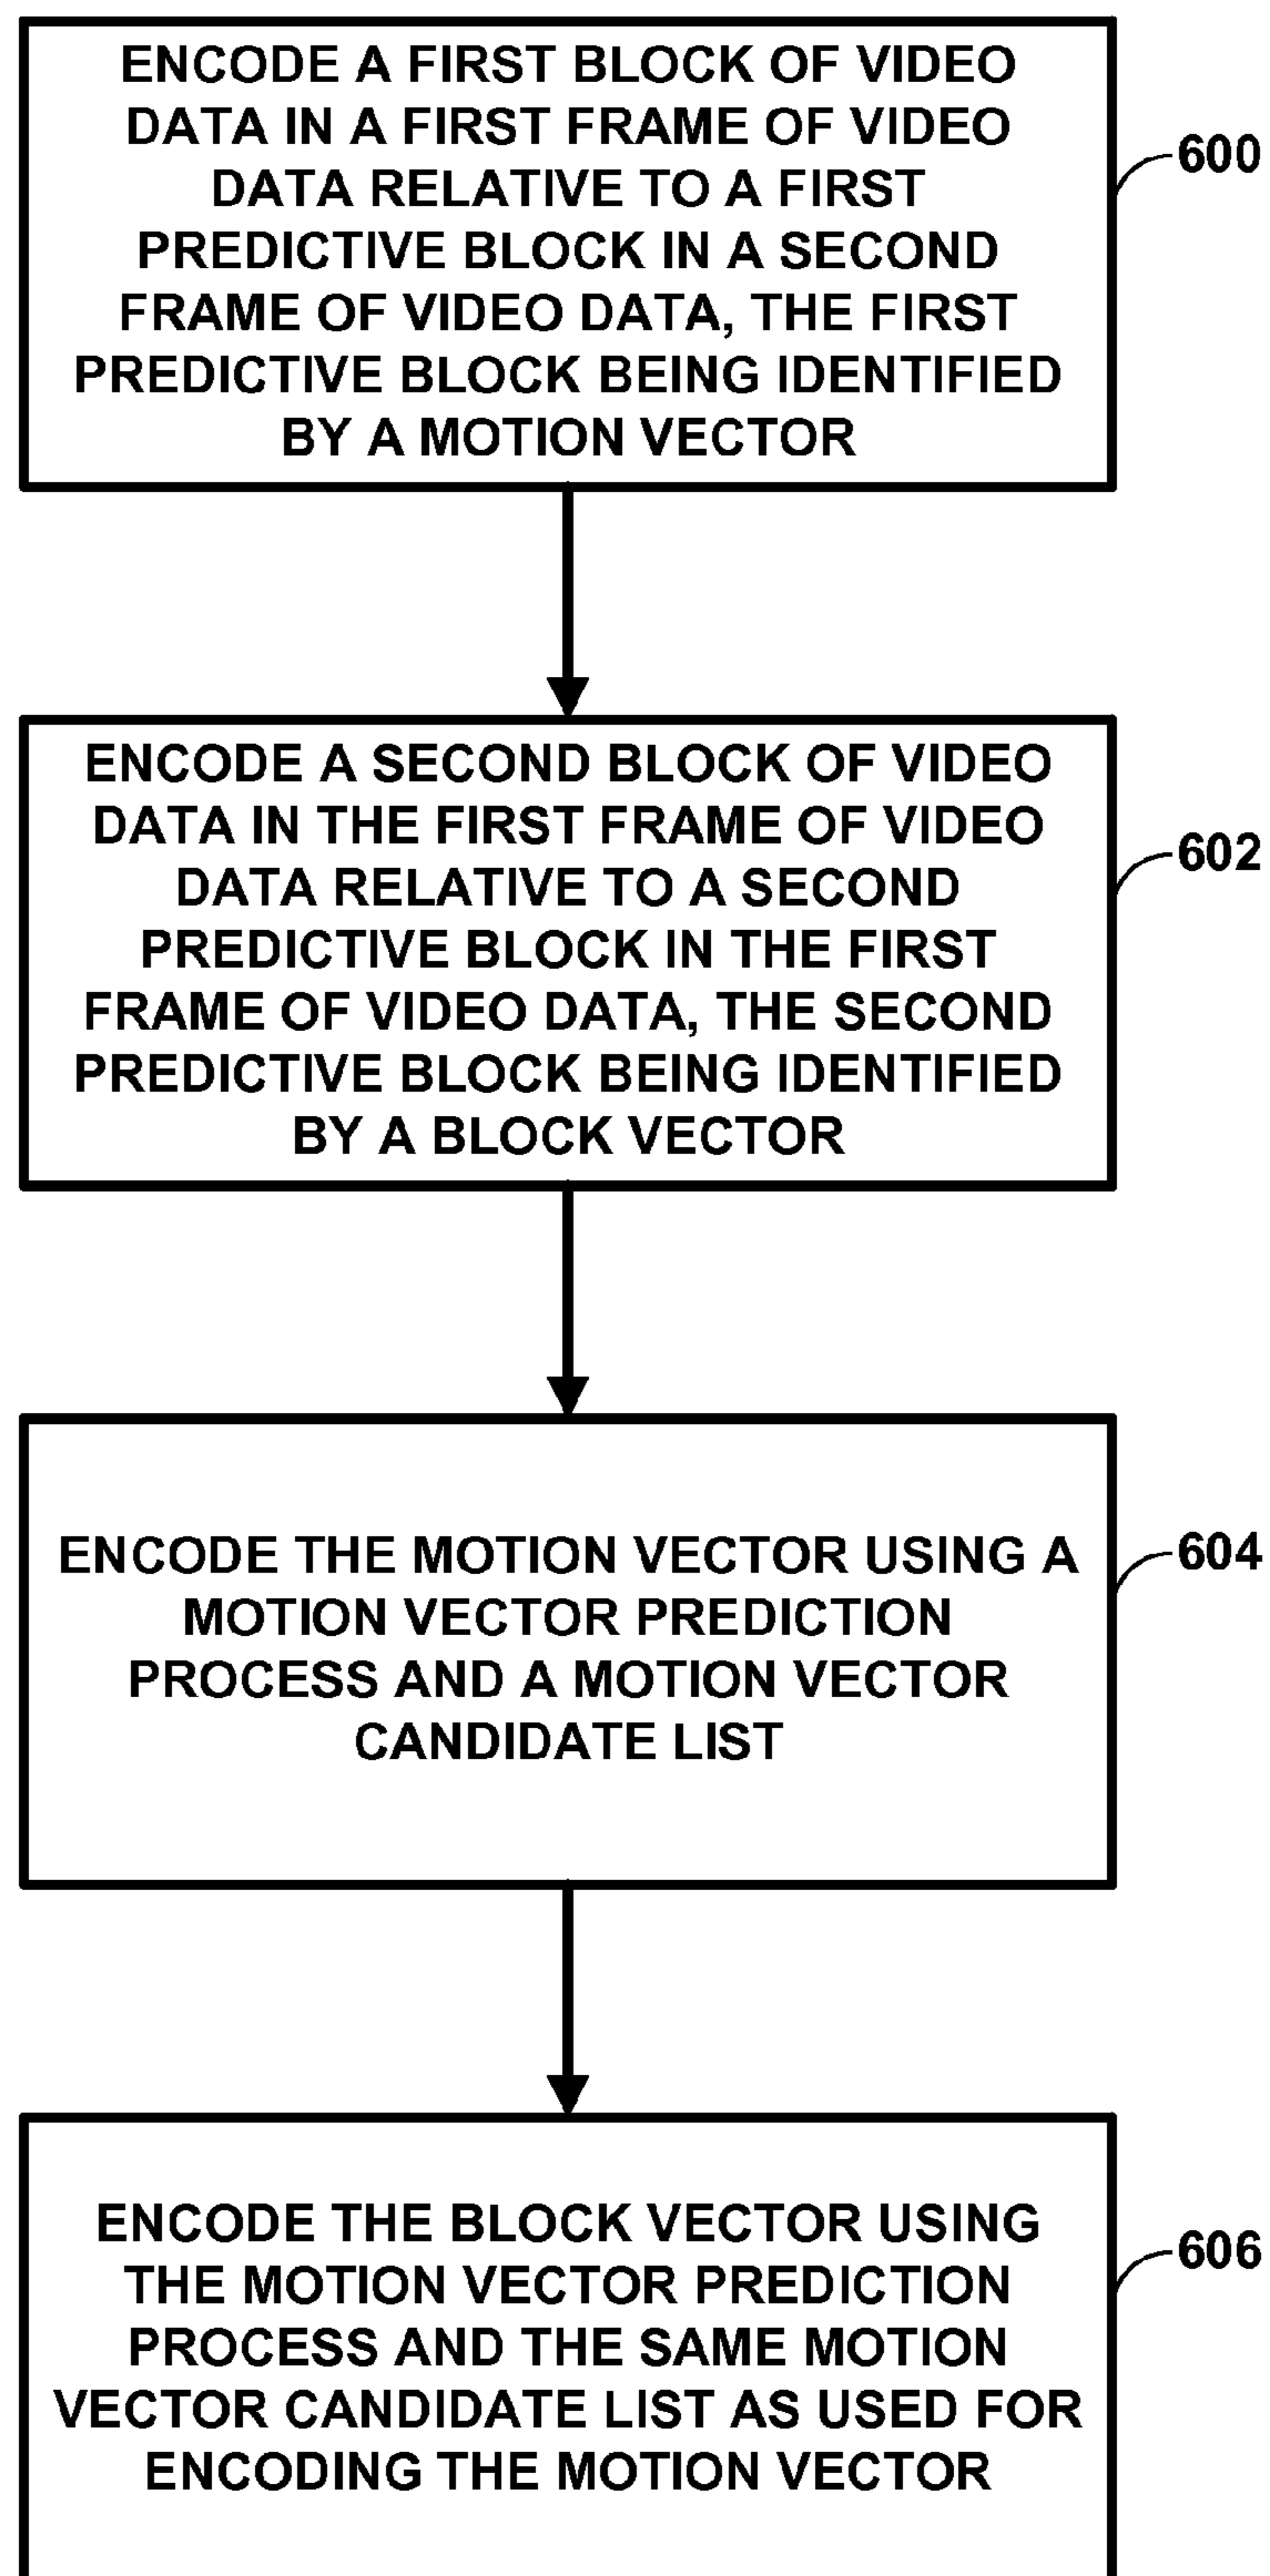 ENCODE A FIRST BLOCK OF VIDEO
DATA IN A FIRST FRAME OF VIDEO
DATA RELATIVE TO A FIRST
PREDICTIVE BLOCK IN A SECOND
FRAME OF VIDEO DATA, THE FIRST
PREDICTIVE BLOCK BEING IDENTIFIED
BY A MOTION VECTOR
600
ENCODE A SECOND BLOCK OF VIDEO
DATA IN THE FIRST FRAME OF VIDEO
DATA RELATIVE TO A SECOND
PREDICTIVE BLOCK IN THE FIRST
FRAME OF VIDEO DATA, THE SECOND
PREDICTIVE BLOCK BEING IDENTIFIED
BY A BLOCK VECTOR
602
ENCODE THE MOTION VECTOR USING A
MOTION VECTOR PREDICTION
PROCESS AND A MOTION VECTOR
CANDIDATE LIST
604
ENCODE THE BLOCK VECTOR USING
THE MOTION VECTOR PREDICTION
PROCESS AND THE SAME MOTION
VECTOR CANDIDATE LIST AS USED FOR
ENCODING THE MOTION VECTOR
606